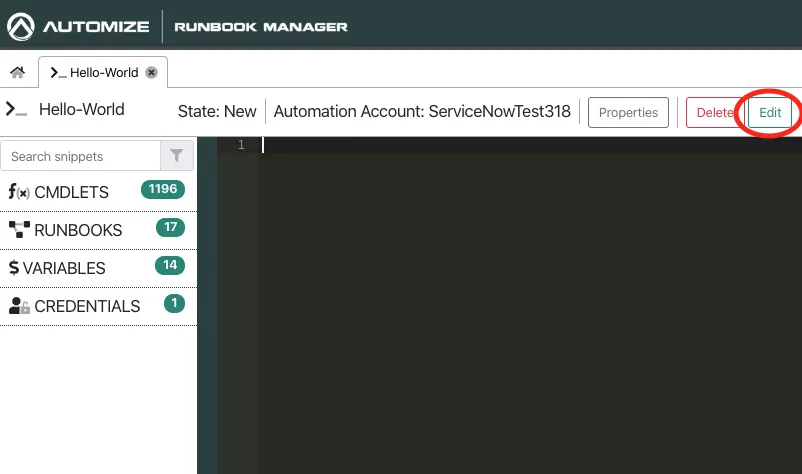 AUTOMIZE RUNBOOK MANAGER
>_ Hello-World
>_ Hello-World State: New Automation Account: ServiceNowTest318 Properties Delete Edit
Search snippets
1
f(x) CMDLETS 1196
RUNBOOKS 17
$ VARIABLES 14
CREDENTIALS 1